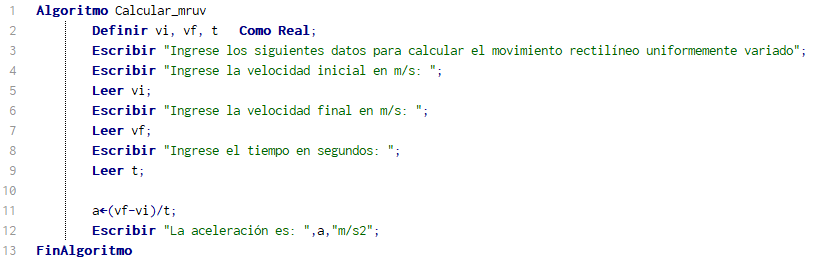 1 Algoritmo Calcular_mruv
2 Definir vi, vf, t Como Real;
3 Escribir "Ingrese los siguientes datos para calcular el movimiento rectilíneo uniformemente variado";
4 Escribir "Ingrese la velocidad inicial en m/s: ";
5 Leer vi;
6 Escribir "Ingrese la velocidad final en m/s: ";
7 Leer vf;
8 Escribir "Ingrese el tiempo en segundos: ";
9 Leer t;
10
11 a←(vf-vi)/t;
12 Escribir "La aceleración es: ",a,"m/s2";
13 FinAlgoritmo